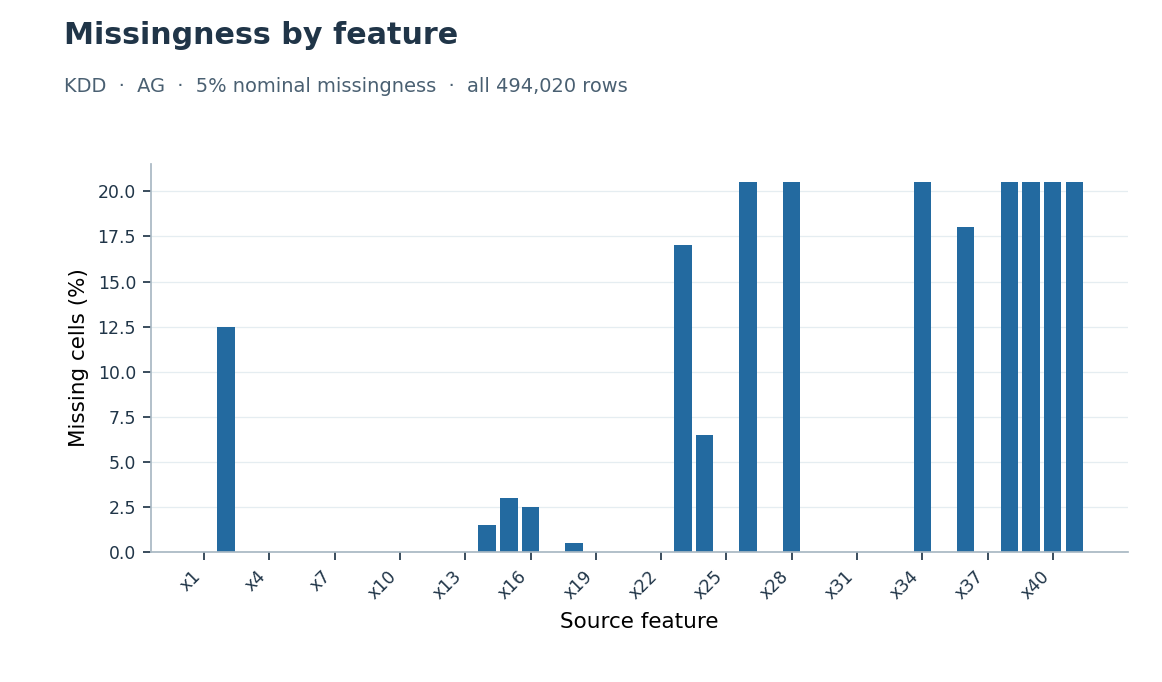 Missingness by feature
KDD · AG · 5% nominal missingness · all 494,020 rows
Missing cells (%)
20.0
17.5
15.0
12.5
10.0
7.5
5.0
2.5
0.0
x1 x4 x7 x10 x13 x16 x19 x22 x25 x28 x31 x34 x37 x40
Source feature